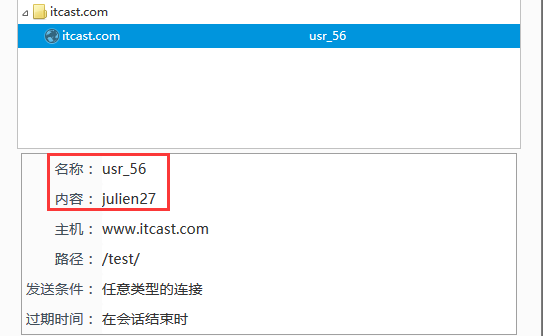 itcast.com
itcast.com usr_56
名称： usr_56
内容： julien27
主机： www.itcast.com
路径： /test/
发送条件： 任意类型的连接
过期时间： 在会话结束时